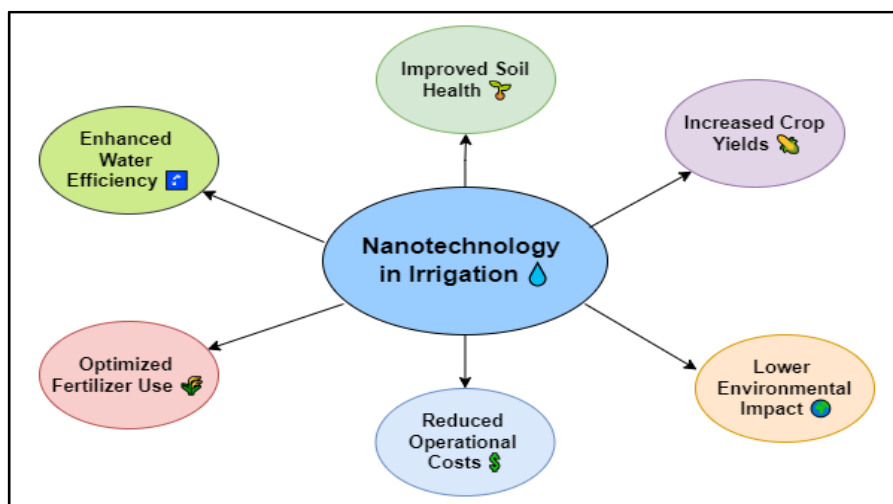 Improved Soil
Health 🌱
Increased Crop
Yields 🌽
Enhanced
Water
Efficiency 🚰
Nanotechnology
in Irrigation 💧
Optimized
Fertilizer Use 🌾
Reduced
Operational
Costs 💲
Lower
Environmental
Impact 🌍